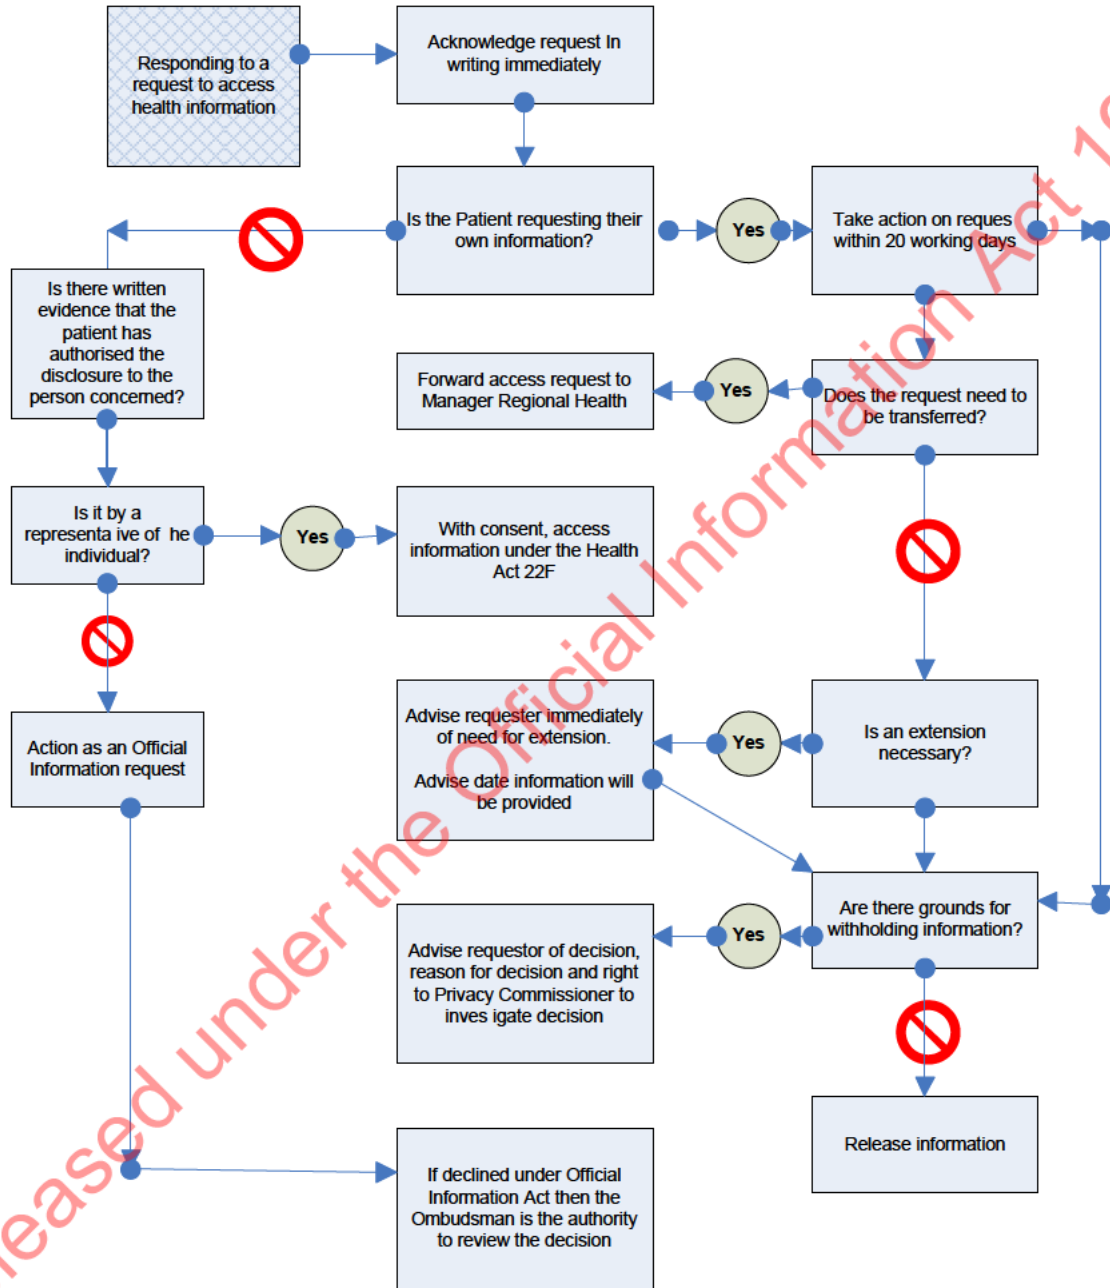 Responding to a
request to access
health information
Acknowledge request In
writing immediately
Is the Patient requesting their
own information?
Yes
Take action on reques
within 20 working days
Is there written
evidence that the
patient has
authorised the
disclosure to the
person concerned?
Forward access request to
Manager Regional Health
Yes
Does the request need to
be transferred?
Is it by a
representa ive of he
individual?
Yes
With consent, access
information under the Health
Act 22F
Action as an Official
Information request
Advise requester immediately
of need for extension.
Advise date information will
be provided
Yes
Is an extension
necessary?
Advise requestor of decision,
reason for decision and right
to Privacy Commissioner to
inves igate decision
Yes
Are there grounds for
withholding information?
Release information
If declined under Official
Information Act then the
Ombudsman is the authority
to review the decision
eased under the Official Information Act 19